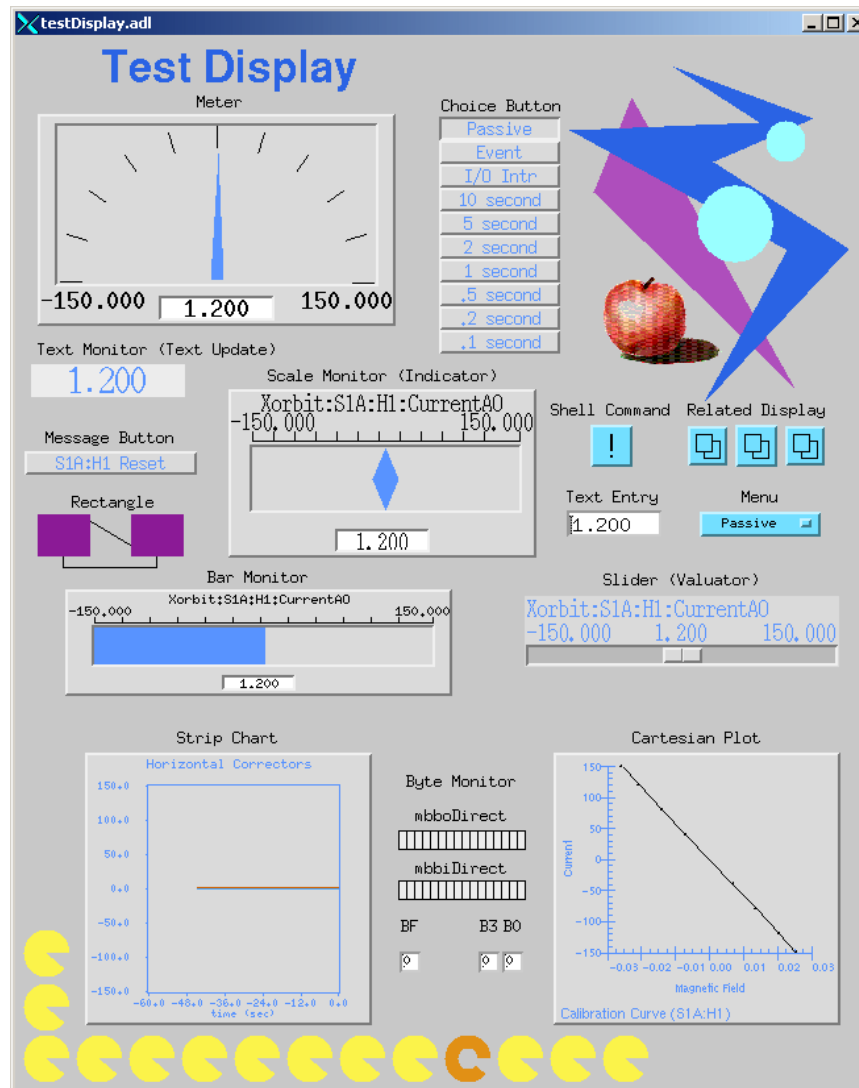 testDisplay.adl
Test Display
Meter
-150.000 1.200 150.000
Choice Button
Passive
Event
I/O Intr
10 second
5 second
2 second
1 second
.5 second
.2 second
.1 second
Text Monitor (Text Update)
1.200
Scale Monitor (Indicator)
Xorbit:S1A:H1:CurrentAO
-150.000 150.000
1.200
Shell Command
!
Related Display
Message Button
S1A:H1 Reset
Rectangle
Text Entry
1.200
Menu
Passive
Bar Monitor
Xorbit:S1A:H1:CurrentAO
-150.000 150.000
1.200
Slider (Valuator)
Xorbit:S1A:H1:CurrentAO
-150.000 1.200 150.000
Strip Chart
Horizontal Correctors
150.0
100.0
50.0
0.0
-50.0
-100.0
-150.0
-60.0 -48.0 -36.0 -24.0 -12.0 0.0
time (sec)
Byte Monitor
mbboDirect
mbbiDirect
BF B3 B0
0 0 0
Cartesian Plot
150
100
50
0
-50
-100
-150
Current
-0.03 -0.02 -0.01 0.00 0.01 0.02 0.03
Magnetic Field
Calibration Curve (S1A:H1)